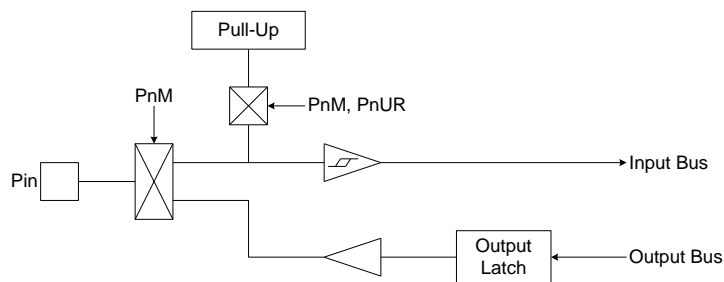 Pull-Up
PnM
PnM, PnUR
Pin
Input Bus
Output
Latch
Output Bus